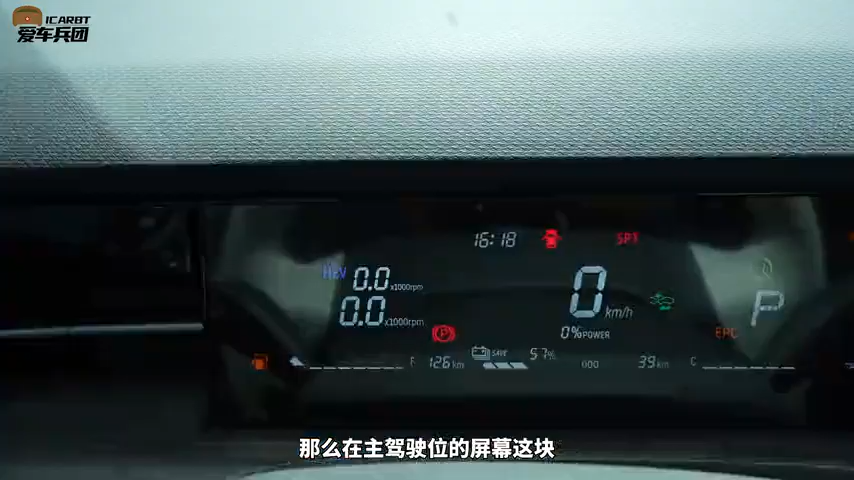 ICARBT
爱车兵团
16:18
SPT
HEV 0.0 x1000rpm
0.0 x1000rpm
0 km/h
P
0% POWER
EPC
F 126 km
SAVE
57%
000
39 km
C
那么在主驾驶位的屏幕这块